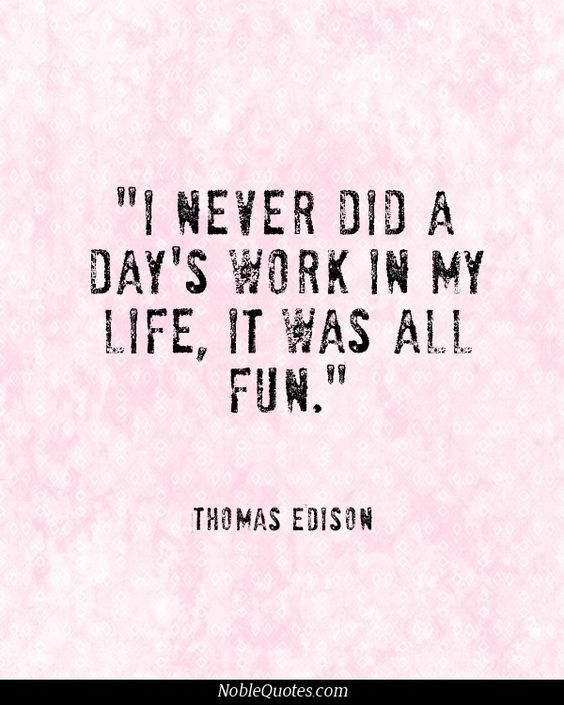 "I NEVER DID A
DAY'S WORK IN MY
LIFE, IT WAS ALL
FUN."
THOMAS EDISON
NobleQuotes.com